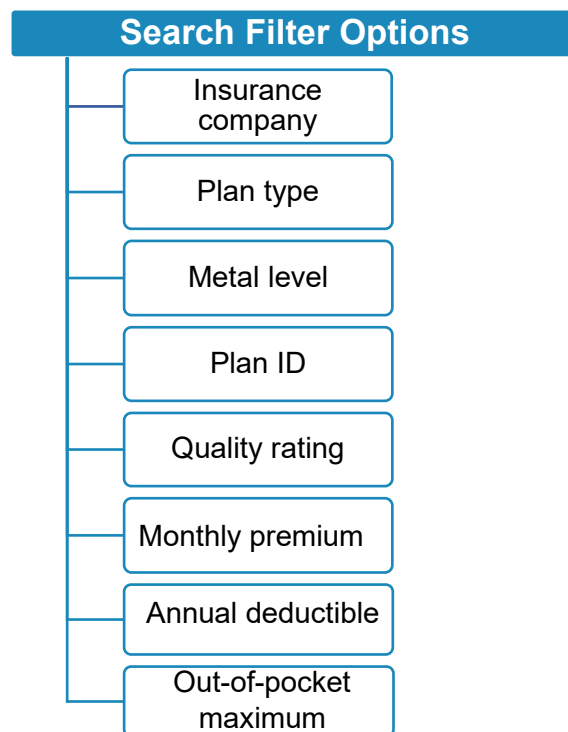 Search Filter Options
Insurance
company
Plan type
Metal level
Plan ID
Quality rating
Monthly premium
Annual deductible
Out-of-pocket
maximum